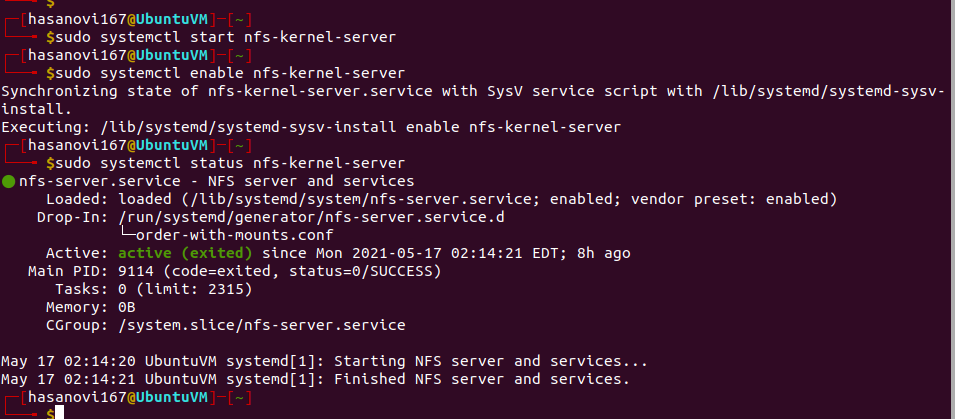 $
┌─[hasanovi167@UbuntuVM]─[~]
└──╼ $sudo systemctl start nfs-kernel-server
┌─[hasanovi167@UbuntuVM]─[~]
└──╼ $sudo systemctl enable nfs-kernel-server
Synchronizing state of nfs-kernel-server.service with SysV service script with /lib/systemd/systemd-sysv-
install.
Executing: /lib/systemd/systemd-sysv-install enable nfs-kernel-server
┌─[hasanovi167@UbuntuVM]─[~]
└──╼ $sudo systemctl status nfs-kernel-server
● nfs-server.service - NFS server and services
     Loaded: loaded (/lib/systemd/system/nfs-server.service; enabled; vendor preset: enabled)
    Drop-In: /run/systemd/generator/nfs-server.service.d
             └─order-with-mounts.conf
     Active: active (exited) since Mon 2021-05-17 02:14:21 EDT; 8h ago
   Main PID: 9114 (code=exited, status=0/SUCCESS)
      Tasks: 0 (limit: 2315)
     Memory: 0B
     CGroup: /system.slice/nfs-server.service

May 17 02:14:20 UbuntuVM systemd[1]: Starting NFS server and services...
May 17 02:14:21 UbuntuVM systemd[1]: Finished NFS server and services.
┌─[hasanovi167@UbuntuVM]─[~]
└──╼ $